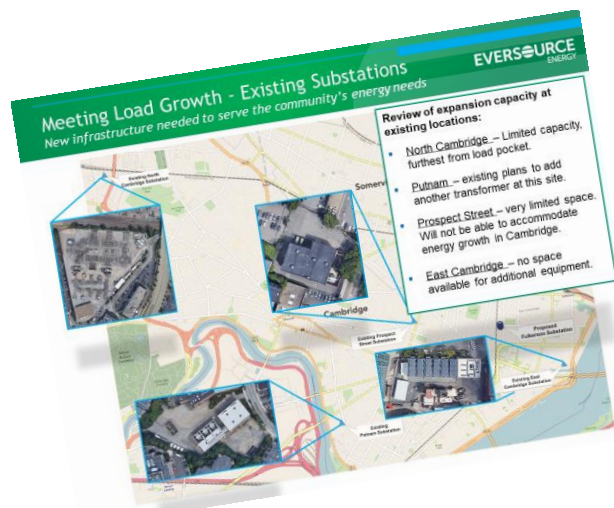 Meeting Load Growth - Existing Substations
New infrastructure needed to serve the community's energy needs
EVERSOURCE
ENERGY
Review of expansion capacity at
existing locations:
North Cambridge – Limited capacity,
furthest from load pocket.
Putnam – existing plans to add
another transformer at this site.
Prospect Street – very limited space.
Will not be able to accommodate
energy growth in Cambridge.
East Cambridge – no space
available for additional equipment.
Existing North
Cambridge Substation
Somerv
Cambridge
Existing Prospect
Street Substation
Proposed
Fulkerson Substation
Existing East
Cambridge Substation
Existing
Putnam Substation